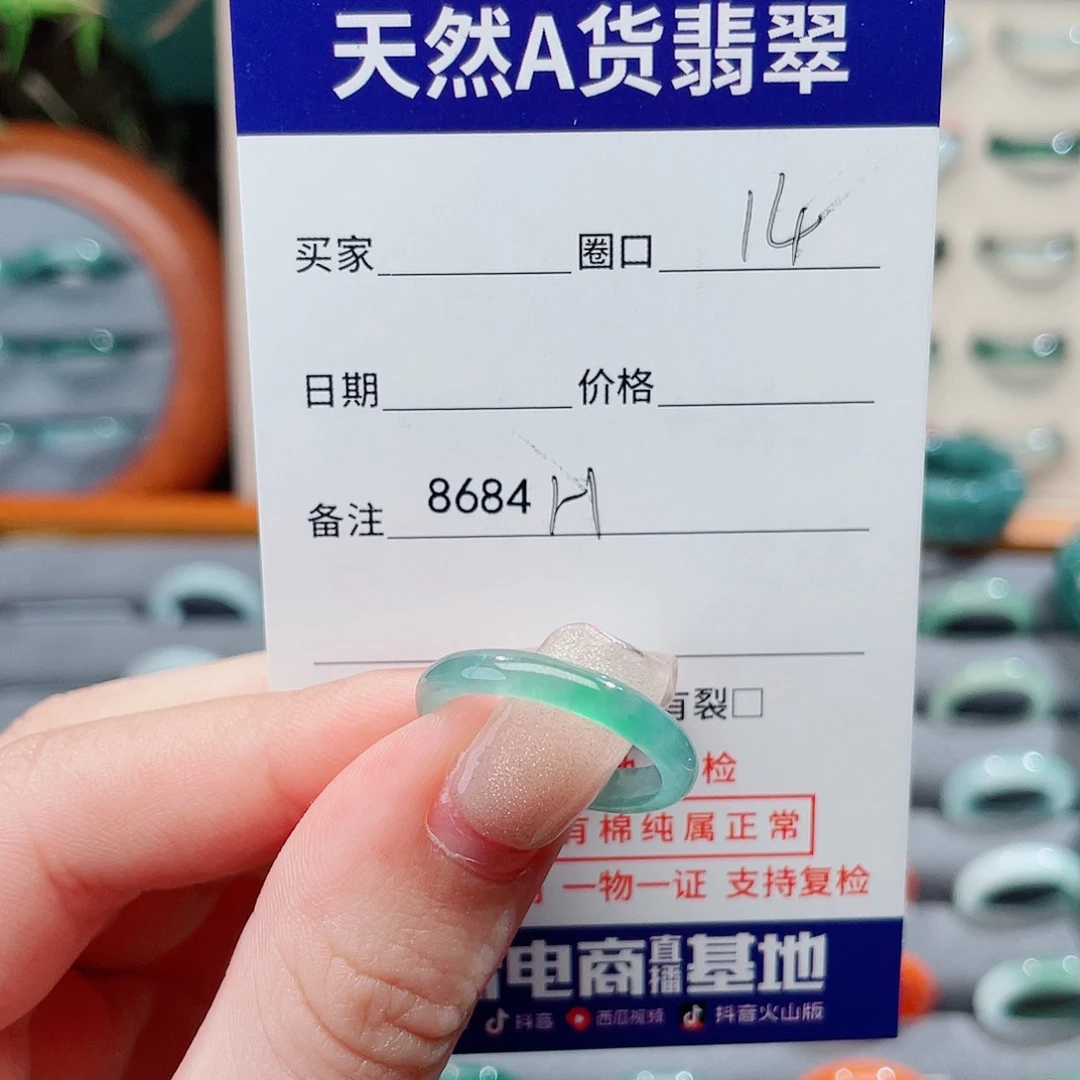 天然A货翡翠
买家 圈口 14
日期 价格
备注 8684 H
有裂□
检
有棉纯属正常
一物一证 支持复检
电商直播基地
抖音 西瓜视频 抖音火山版